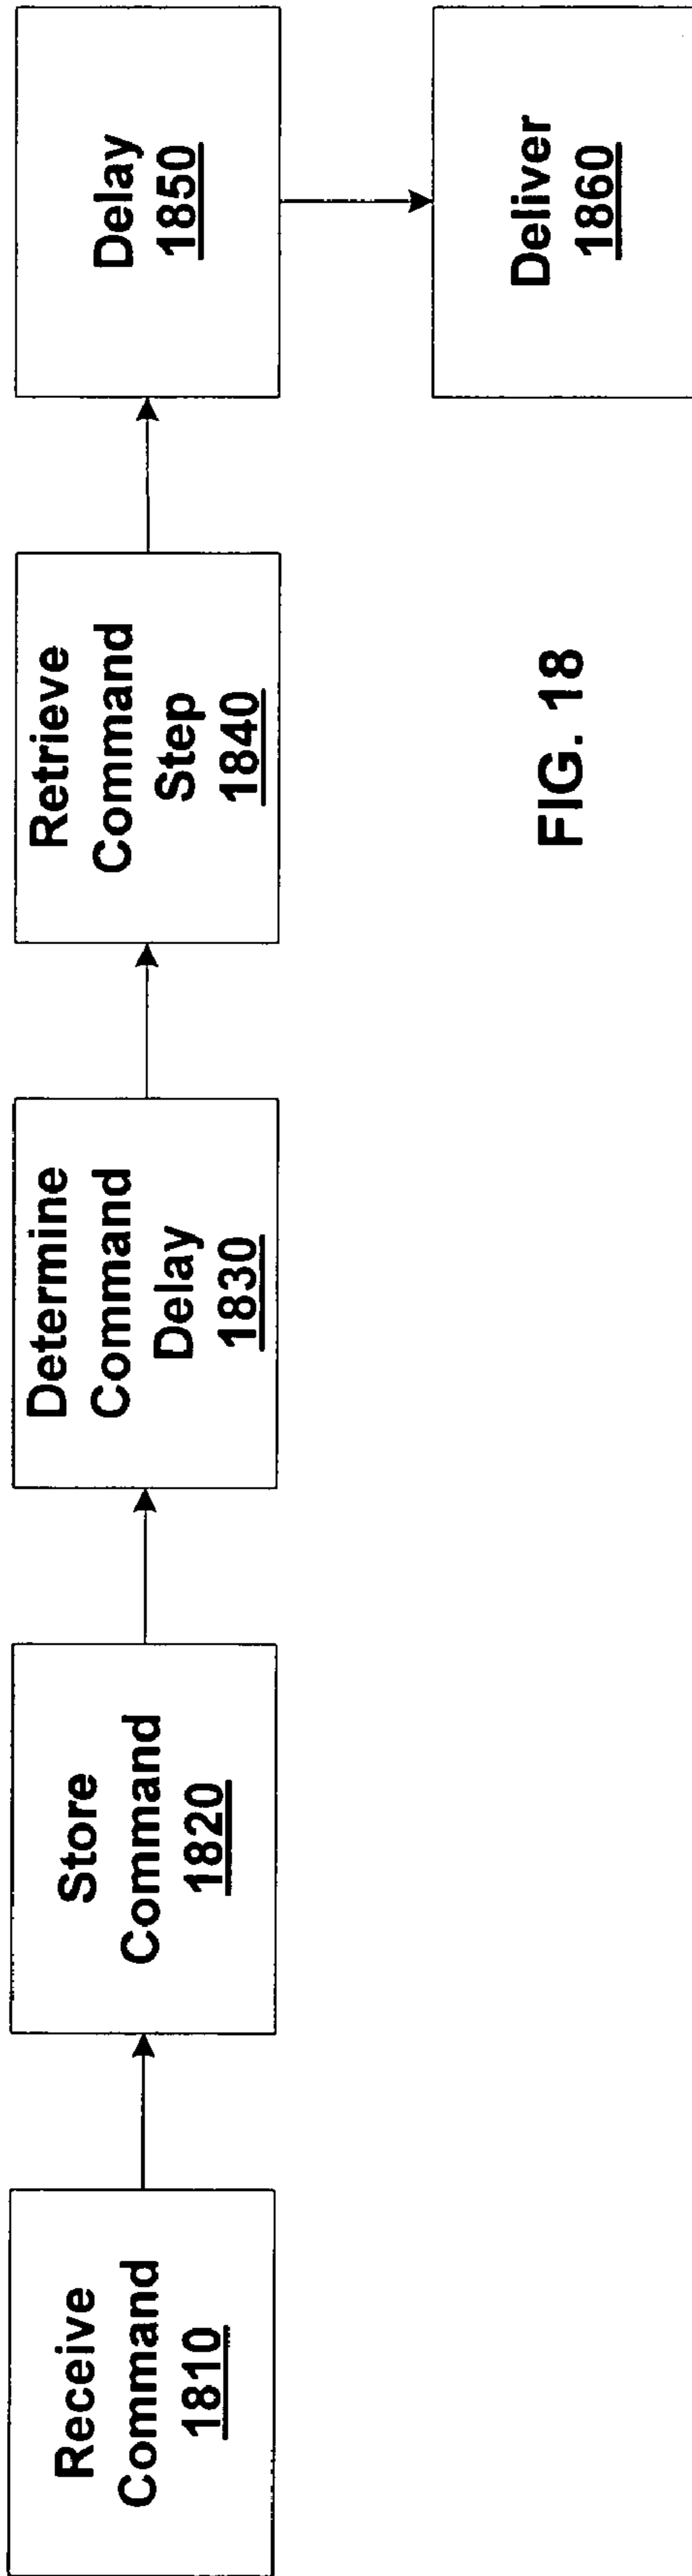 Receive
Command
1810
Store
Command
1820
Determine
Command
Delay
1830
Retrieve
Command
Step
1840
Delay
1850
Deliver
1860
FIG. 18